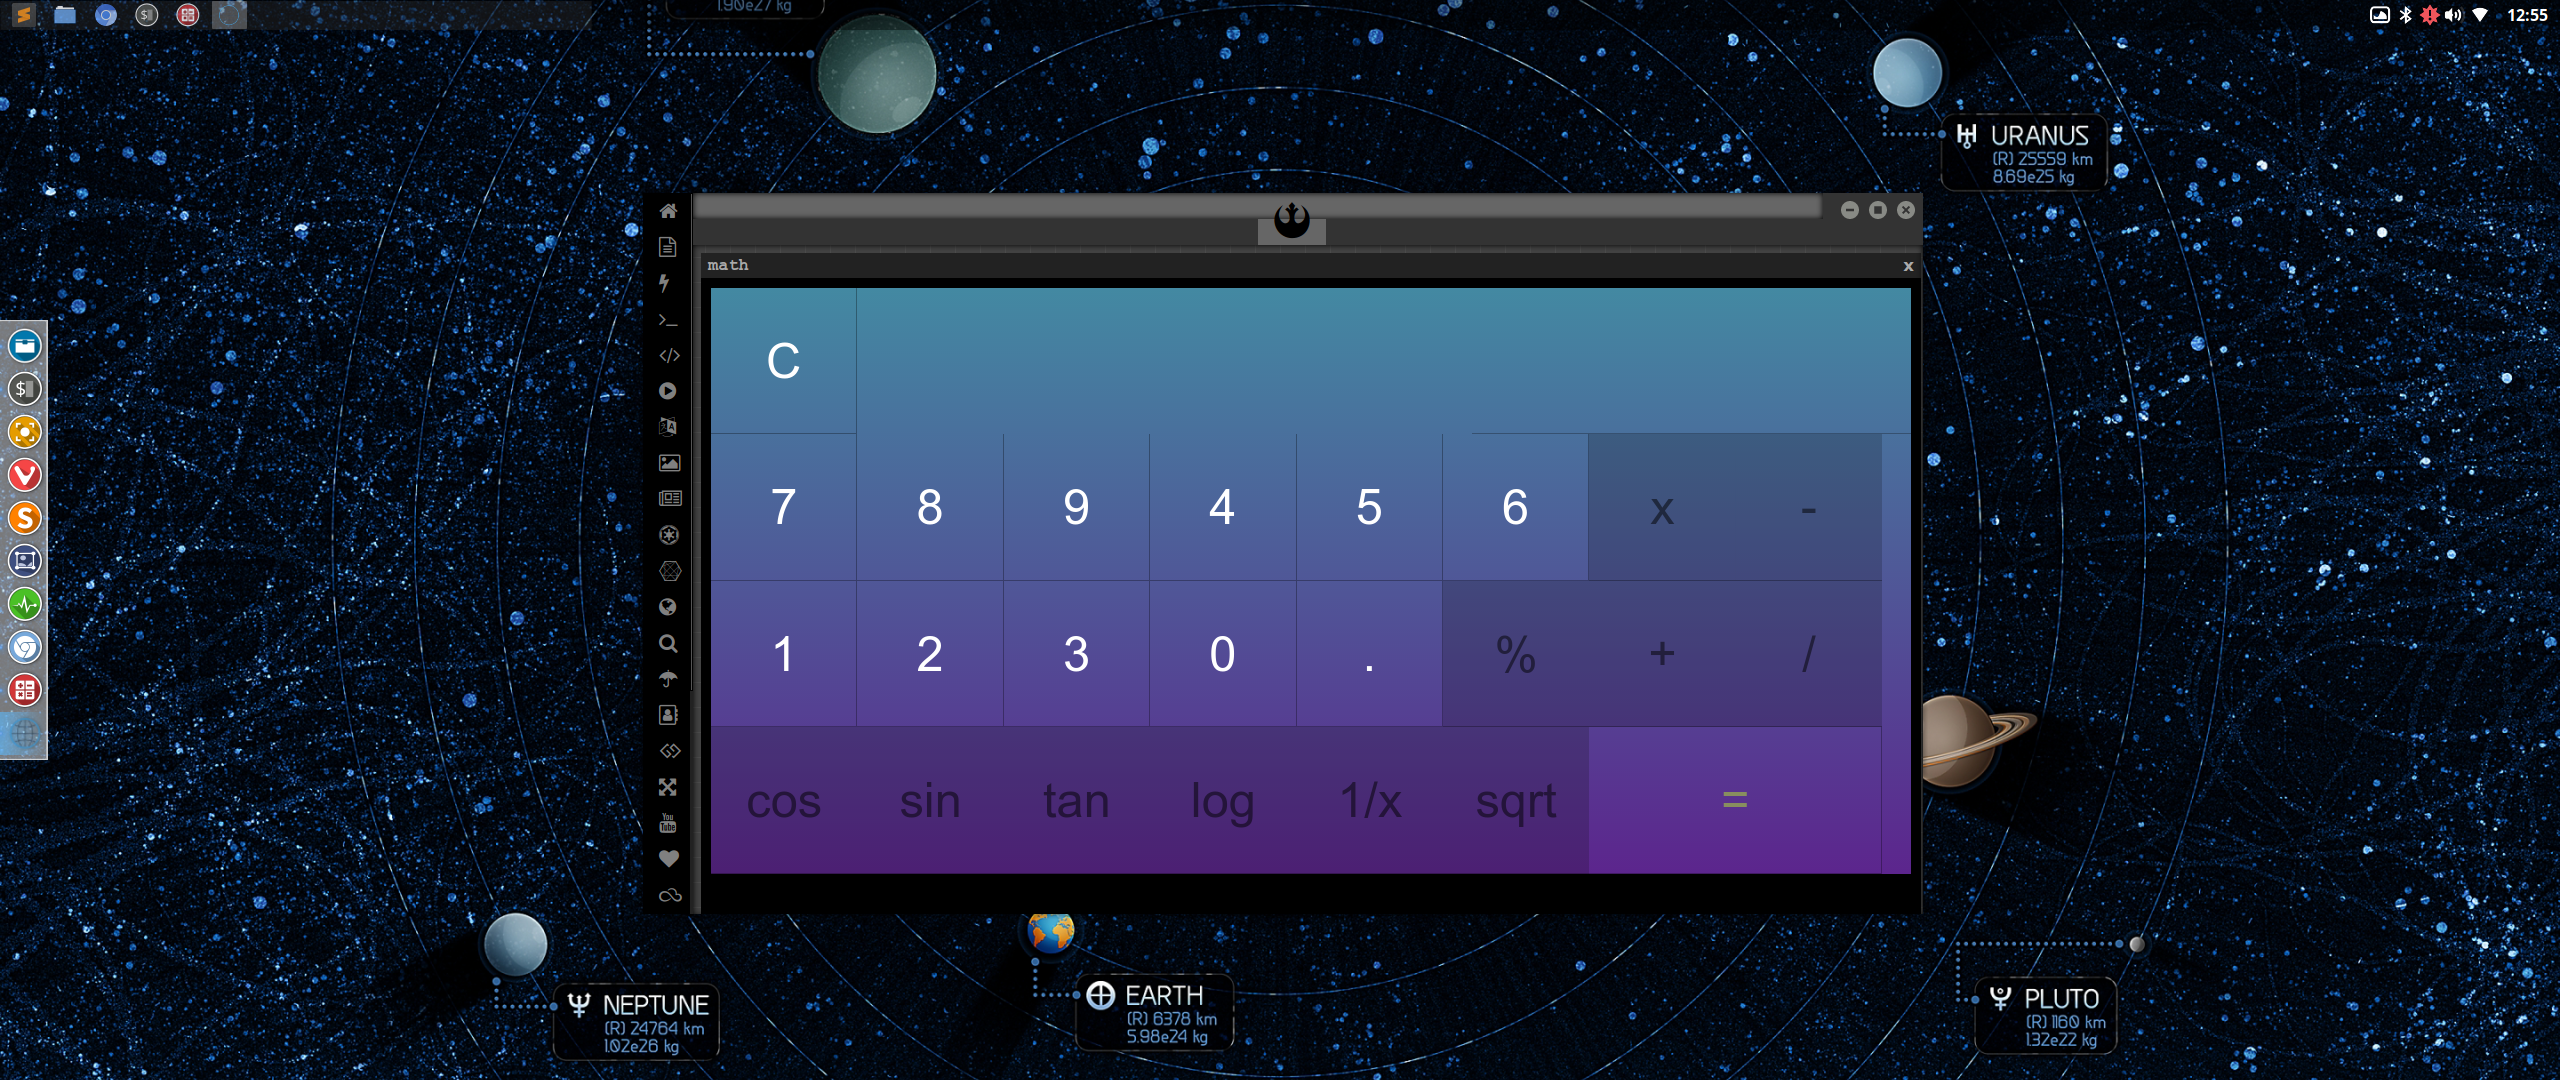 1.90e27 kg
12:55
URANUS
(R) 25559 km
8.69e25 kg
math
x
C
7 8 9 4 5 6 x -
1 2 3 0 . % + /
cos sin tan log 1/x sqrt =
You
Tube
NEPTUNE
(R) 24764 km
1.02e26 kg
EARTH
(R) 6378 km
5.98e24 kg
PLUTO
(R) 1160 km
1.32e22 kg